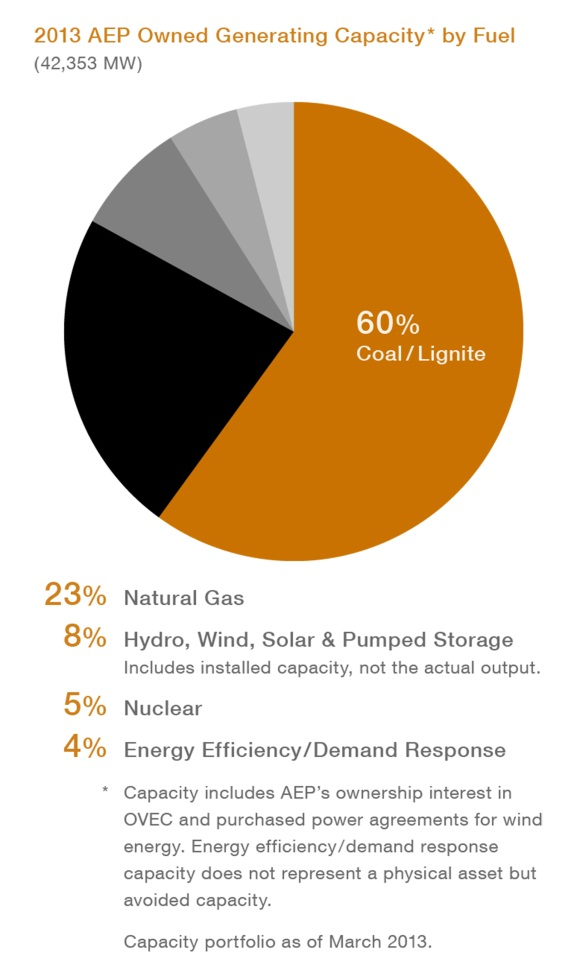 2013 AEP Owned Generating Capacity* by Fuel
(42,353 MW)
60%
Coal/Lignite
23% Natural Gas
8% Hydro, Wind, Solar & Pumped Storage
Includes installed capacity, not the actual output.
5% Nuclear
4% Energy Efficiency/Demand Response
* Capacity includes AEP’s ownership interest in
OVEC and purchased power agreements for wind
energy. Energy efficiency/demand response
capacity does not represent a physical asset but
avoided capacity.
Capacity portfolio as of March 2013.